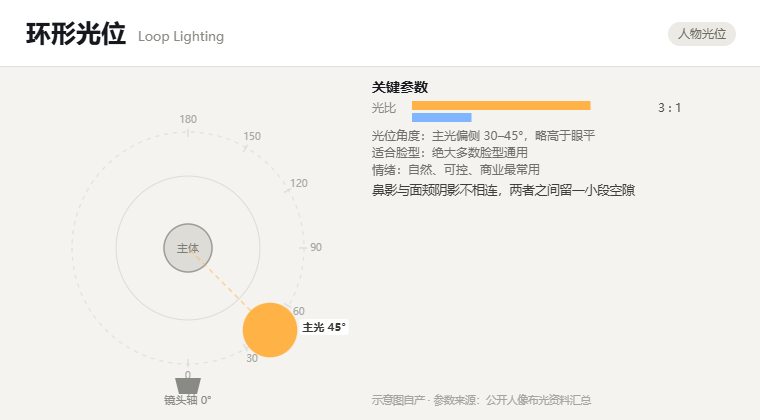 环形光位 Loop Lighting
人物光位
关键参数
光比 3 : 1
光位角度：主光偏侧 30–45°，略高于眼平
适合脸型：绝大多数脸型通用
情绪：自然、可控、商业最常用
鼻影与面颊阴影不相连，两者之间留一小段空隙
180
150
120
90
60
30
0
主体
主光 45°
镜头轴 0°
示意图自产 · 参数来源：公开人像布光资料汇总